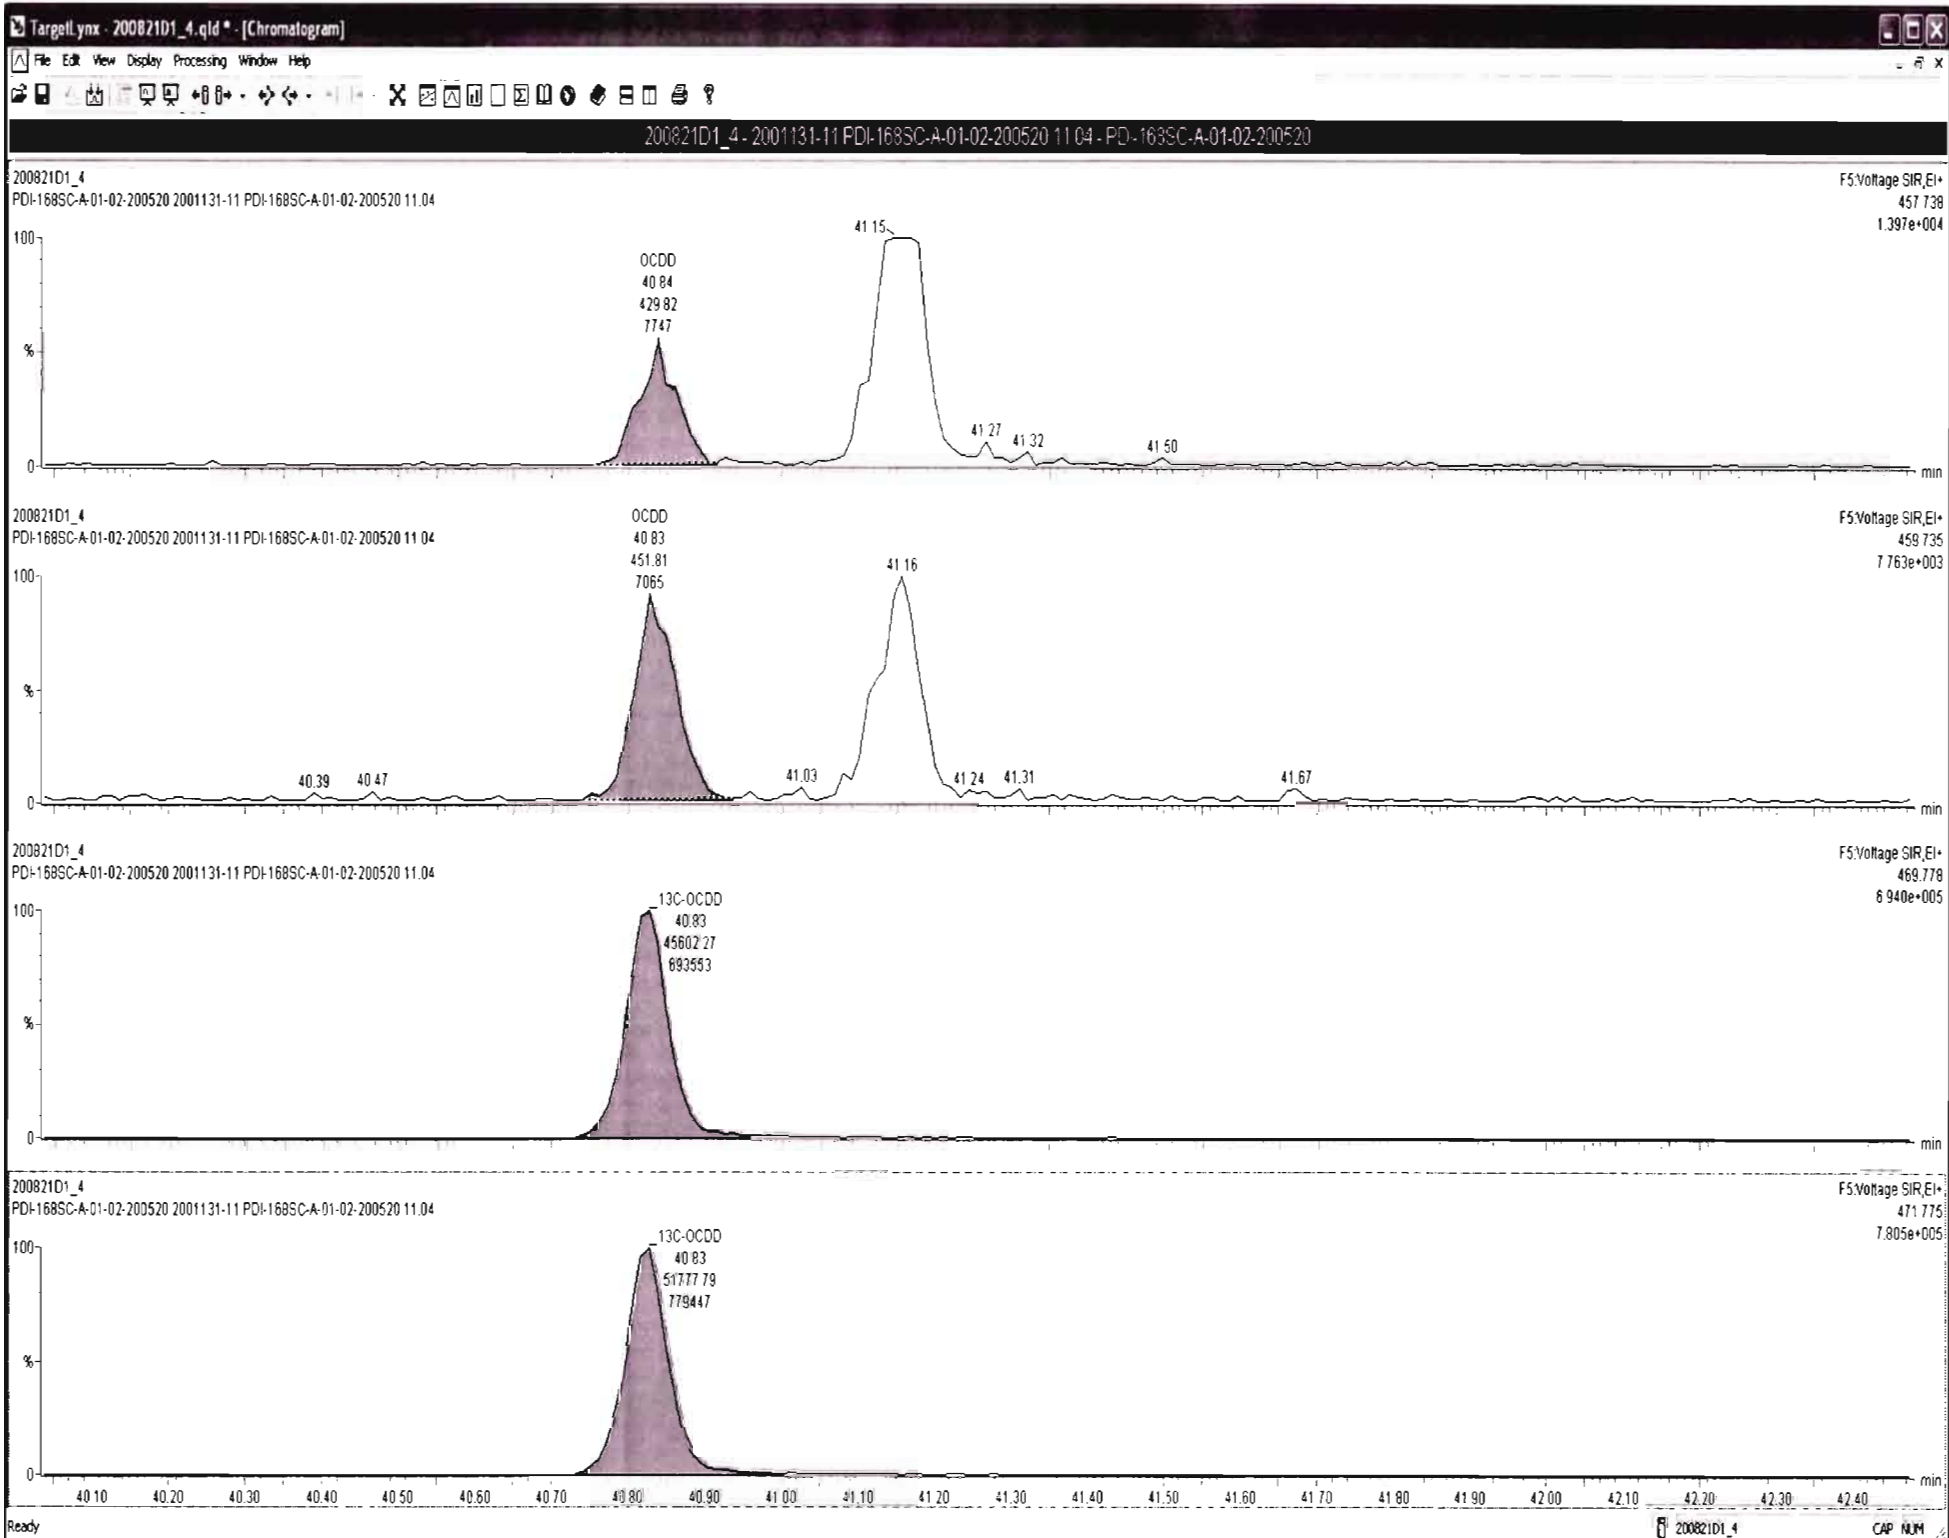 TargetLynx - 200821D1_4.qld * - [Chromatogram]
File Edit View Display Processing Window Help
200821D1_4 - 2001131-11 PDI-168SC-A-01-02-200520 11.04 - PDI-168SC-A-01-02-200520
200821D1_4
PDI-168SC-A-01-02-200520 2001131-11 PDI-168SC-A-01-02-200520 11.04
F5:Voltage SIR,EI+
457.738
1.397e+004
100
%
0
OCDD
40.84
429.82
7747
41.15
41.27
41.32
41.50
min
200821D1_4
PDI-168SC-A-01-02-200520 2001131-11 PDI-168SC-A-01-02-200520 11.04
F5:Voltage SIR,EI+
459.735
7.763e+003
100
%
0
OCDD
40.83
451.81
7065
40.39
40.47
41.03
41.16
41.24
41.31
41.67
min
200821D1_4
PDI-168SC-A-01-02-200520 2001131-11 PDI-168SC-A-01-02-200520 11.04
F5:Voltage SIR,EI+
469.778
6.940e+005
100
%
0
_13C-OCDD
40.83
45602.27
693553
min
200821D1_4
PDI-168SC-A-01-02-200520 2001131-11 PDI-168SC-A-01-02-200520 11.04
F5:Voltage SIR,EI+
471.775
7.805e+005
100
%
0
_13C-OCDD
40.83
51777.79
779447
min
40.10 40.20 40.30 40.40 40.50 40.60 40.70 40.80 40.90 41.00 41.10 41.20 41.30 41.40 41.50 41.60 41.70 41.80 41.90 42.00 42.10 42.20 42.30 42.40
Ready
200821D1_4
CAP NUM